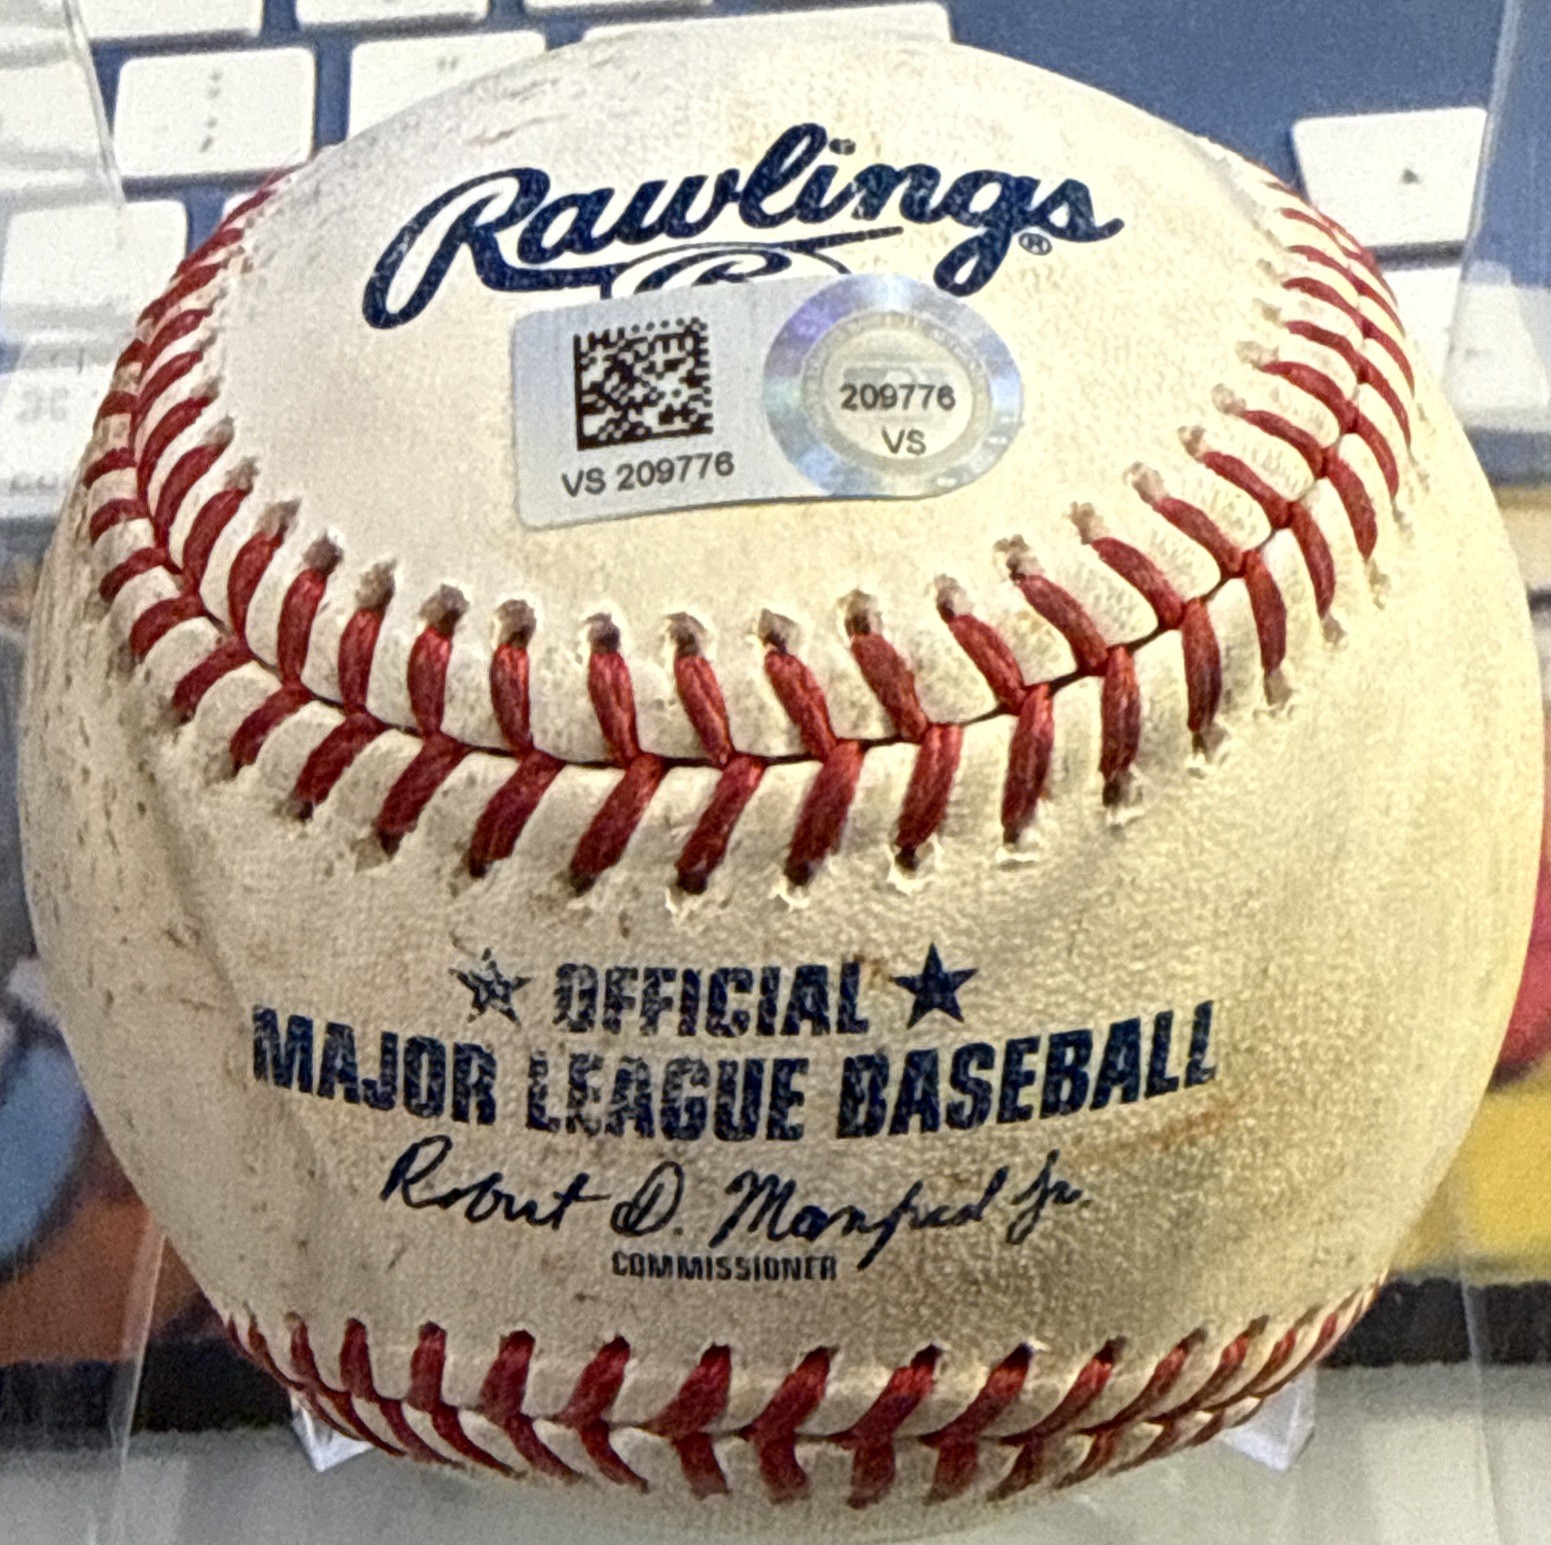 Rawlings®
209776
VS
VS 209776
★ OFFICIAL ★
MAJOR LEAGUE BASEBALL
Robert D. Manfred Jr.
COMMISSIONER